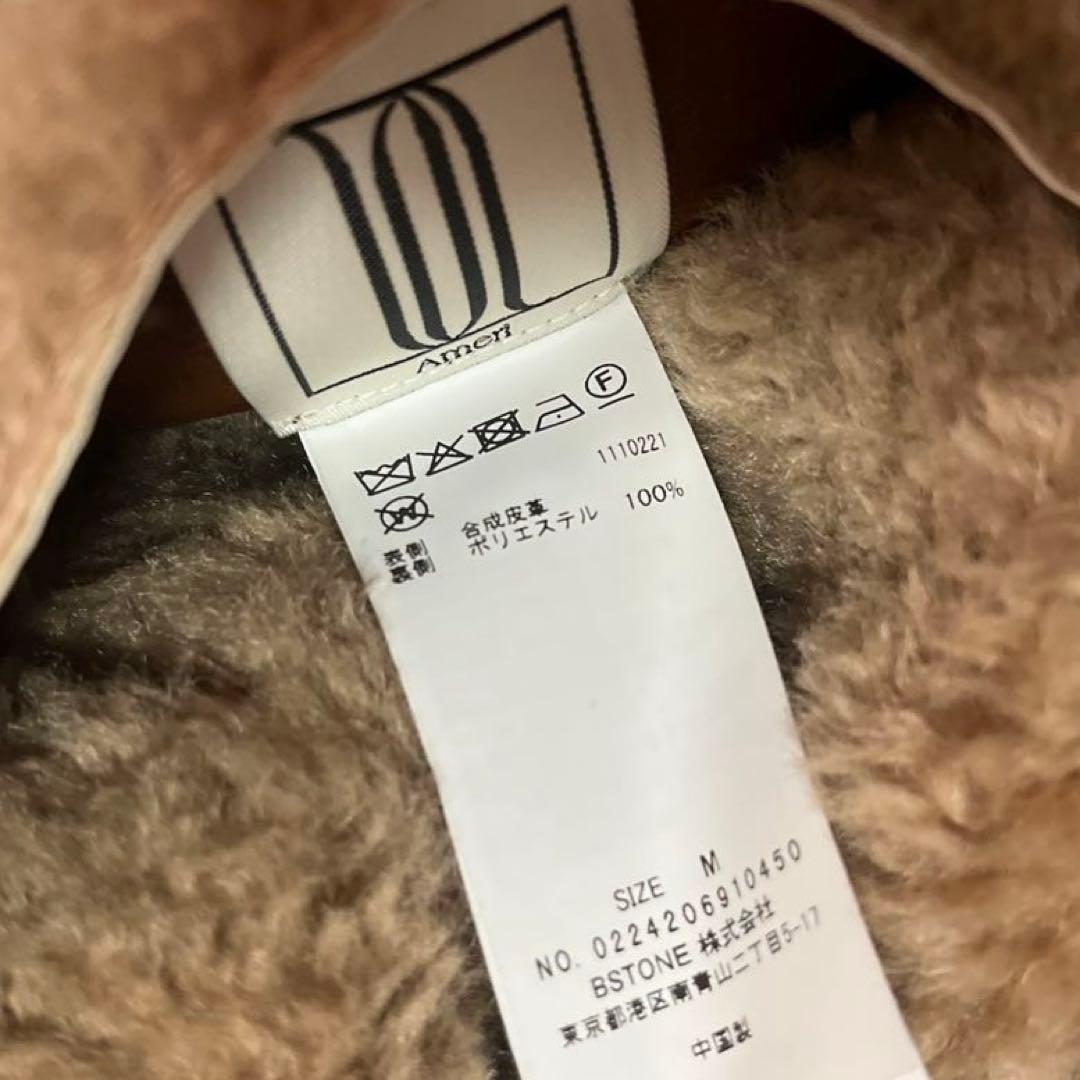 Ameri
F
1110221
W
表側 合成皮革
裏側 ポリエステル 100%
SIZE M
NO. 0224206910450
BSTONE 株式会社
東京都港区南青山二丁目5-17
中国製